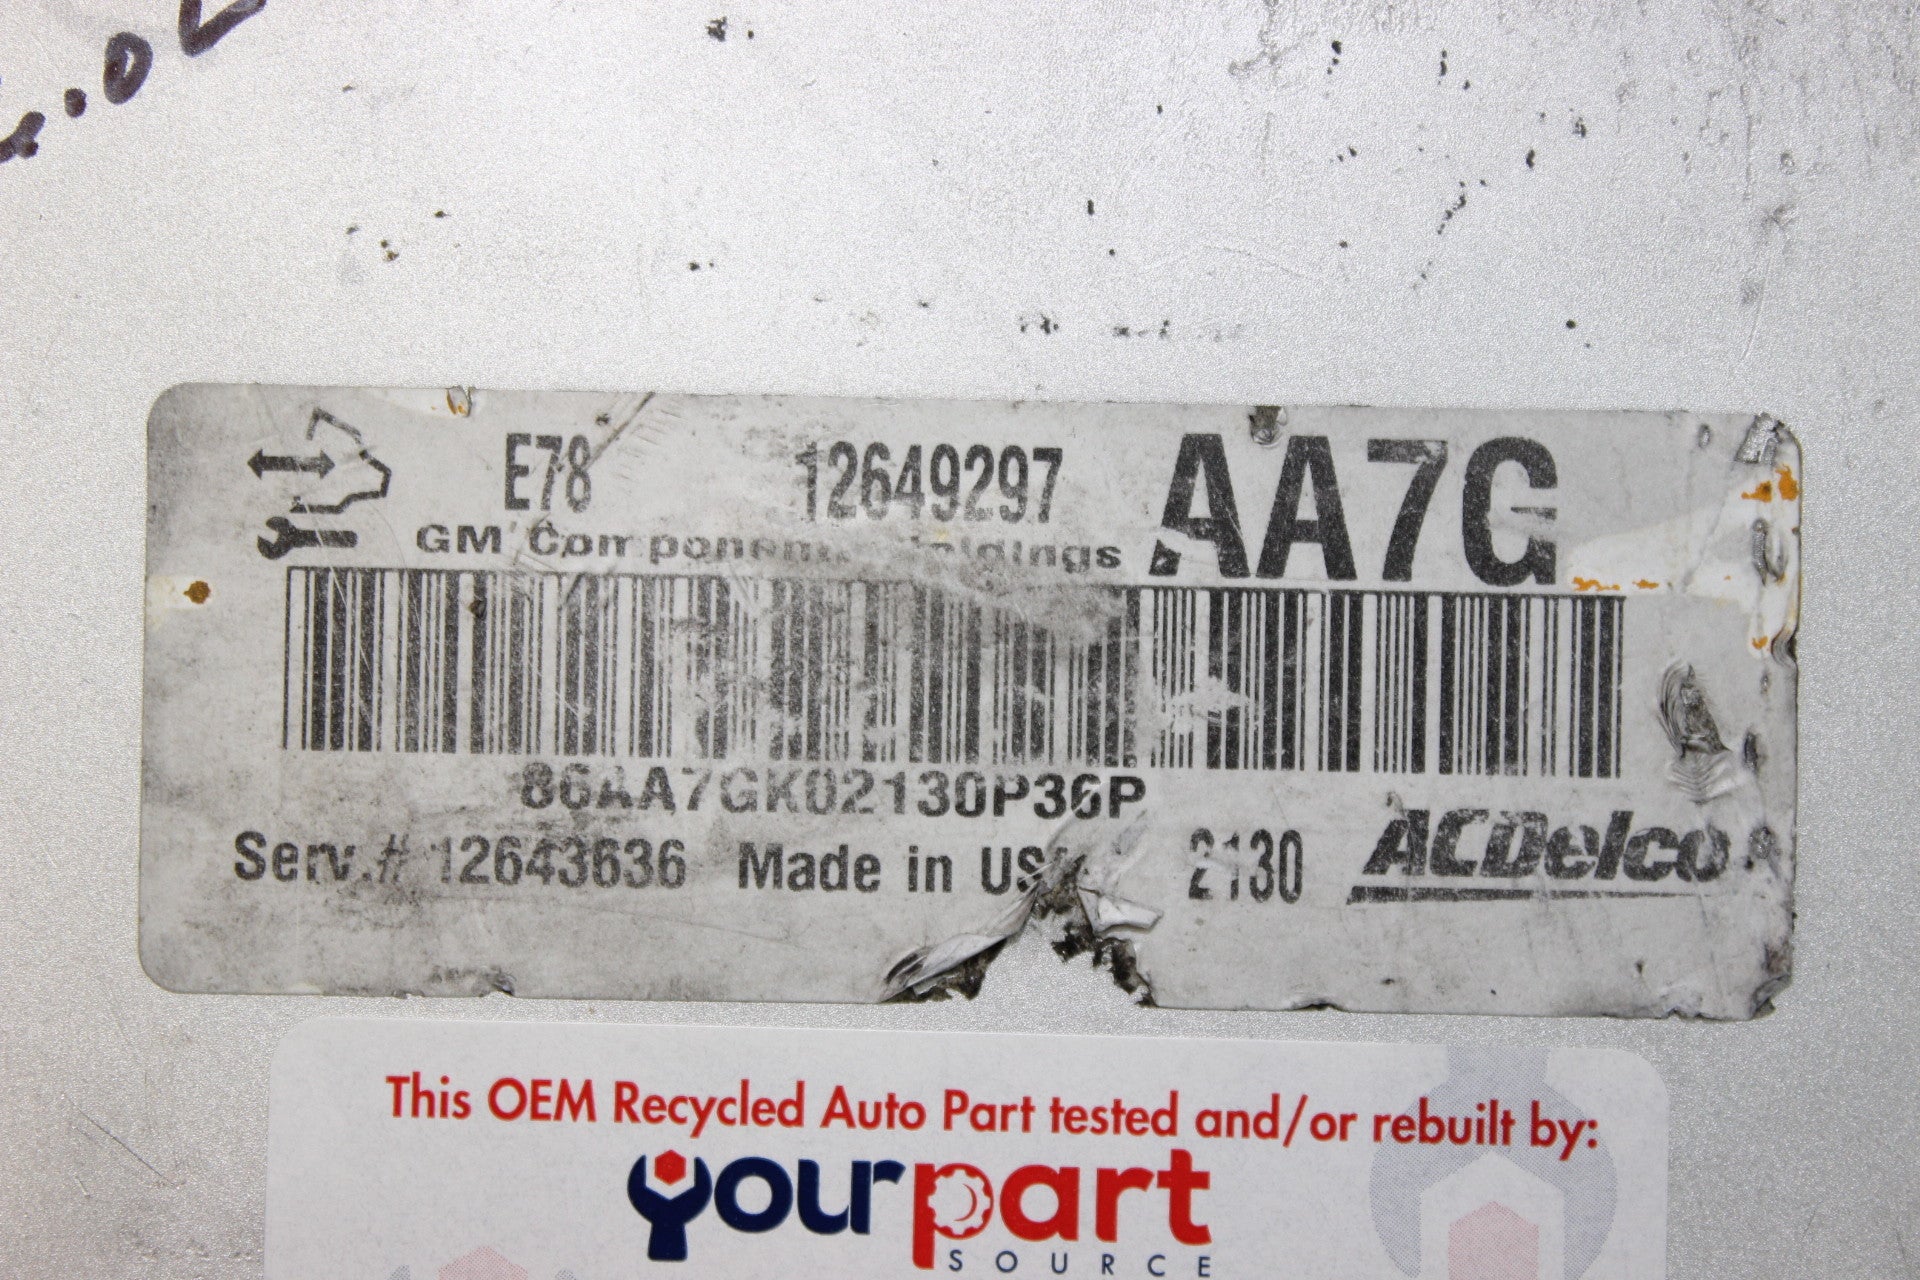 E78 12649297 AA7G
GM Components Holdings
86AA7GK02130P36P
Serv.# 12643636 Made in USA 2130 ACDelco
This OEM Recycled Auto Part tested and/or rebuilt by:
yourpart
SOURCE